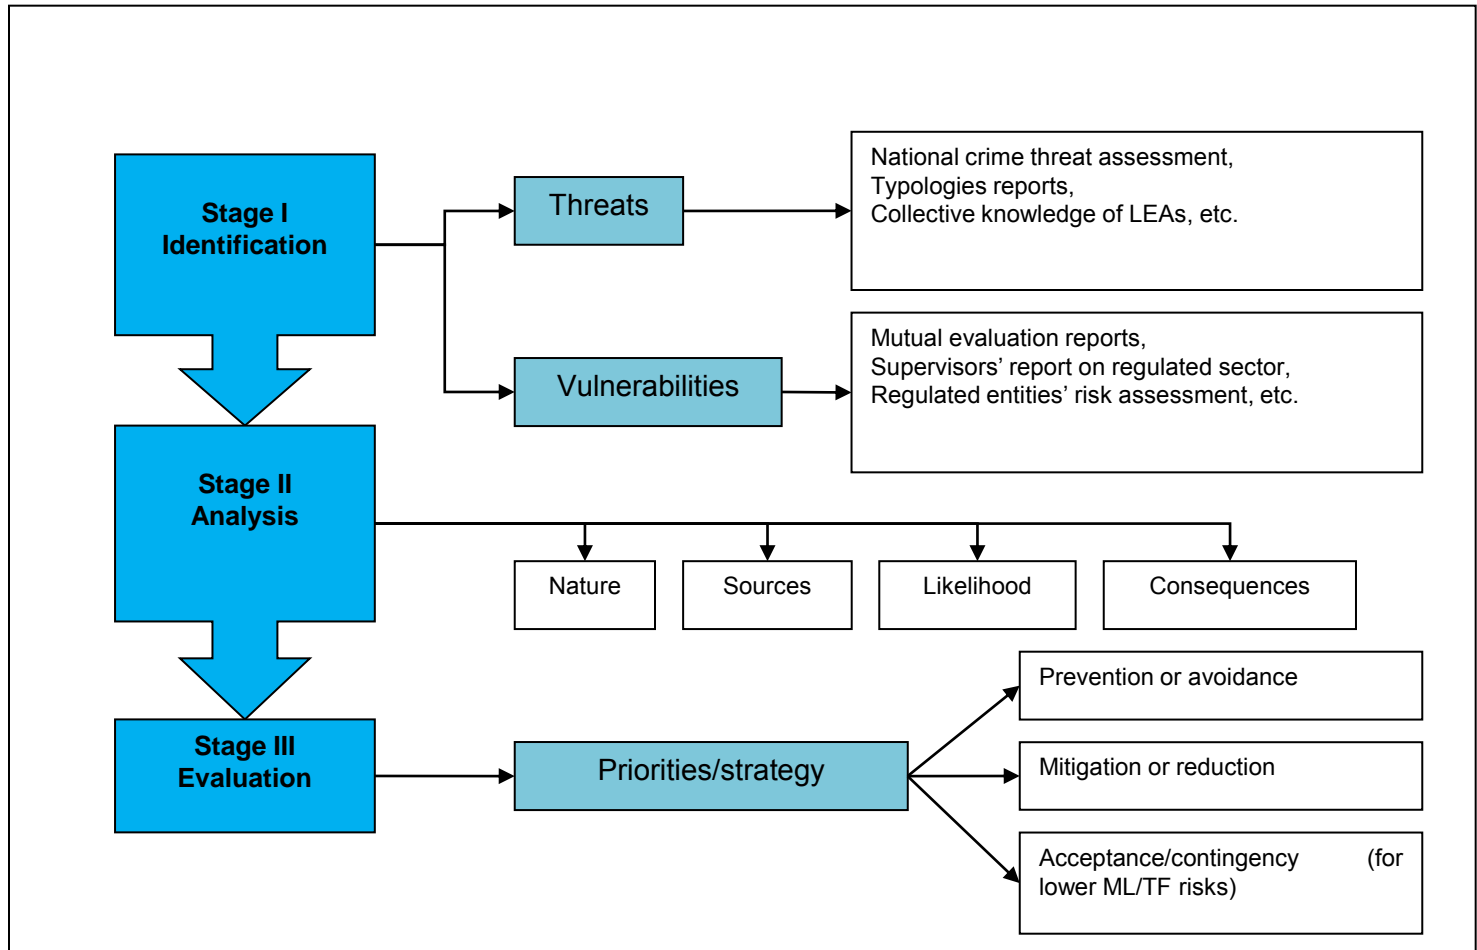 Stage I
Identification
Threats
National crime threat assessment,
Typologies reports,
Collective knowledge of LEAs, etc.
Vulnerabilities
Mutual evaluation reports,
Supervisors’ report on regulated sector,
Regulated entities’ risk assessment, etc.
Stage II
Analysis
Nature
Sources
Likelihood
Consequences
Stage III
Evaluation
Priorities/strategy
Prevention or avoidance
Mitigation or reduction
Acceptance/contingency (for
lower ML/TF risks)